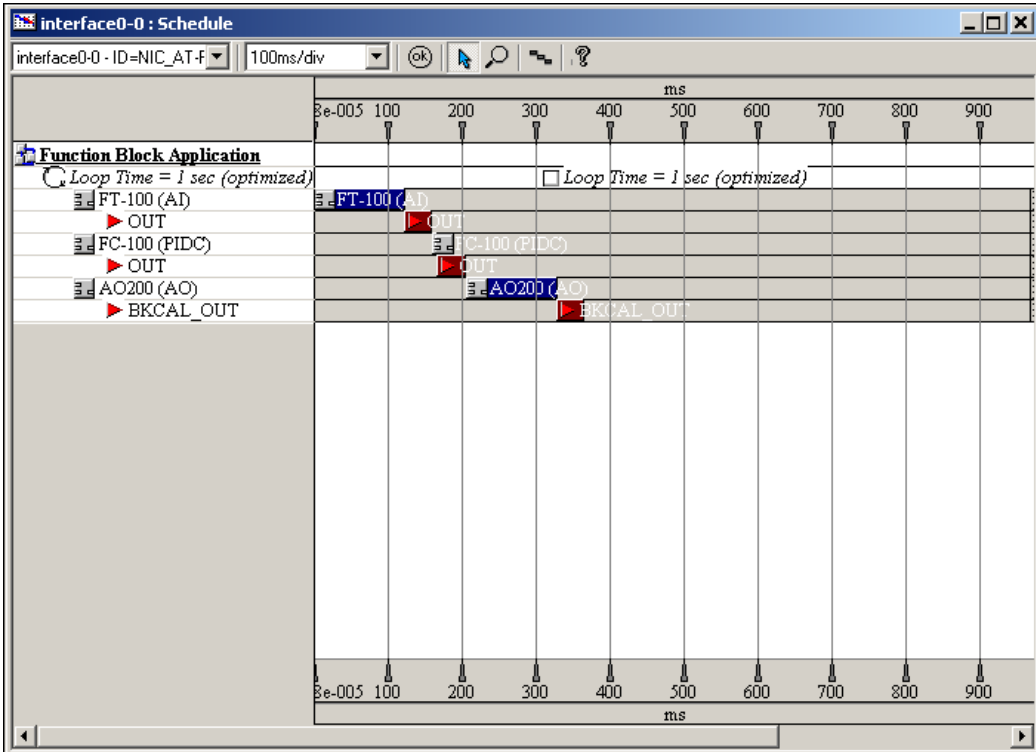 interface0-0 : Schedule
interface0-0 - ID=NIC_AT-F 100ms/div ok
ms
8e-005 100 200 300 400 500 600 700 800 900
Function Block Application
Loop Time = 1 sec (optimized) Loop Time = 1 sec (optimized)
FT-100 (AI) FT-100 (AI)
OUT OUT
FC-100 (PIDC) FC-100 (PIDC)
OUT OUT
AO200 (AO) AO200 (AO)
BKCAL_OUT BKCAL_OUT
8e-005 100 200 300 400 500 600 700 800 900
ms